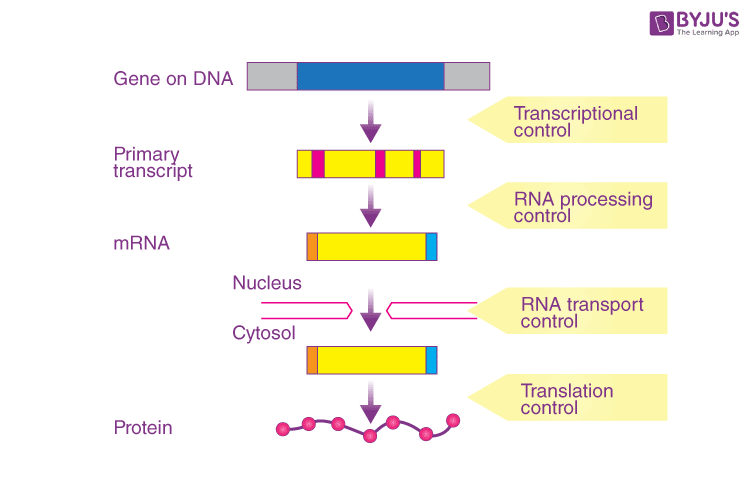 BYJU'S
The Learning App
Gene on DNA
Transcriptional
control
Primary
transcript
RNA processing
control
mRNA
Nucleus
RNA transport
control
Cytosol
Translation
control
Protein